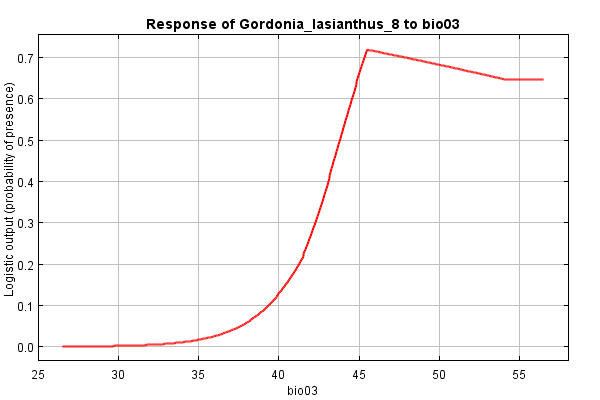 Response of Gordonia_lasianthus_8 to bio03
Logistic output (probability of presence)
0.7
0.6
0.5
0.4
0.3
0.2
0.1
0.0
25 30 35 40 45 50 55
bio03